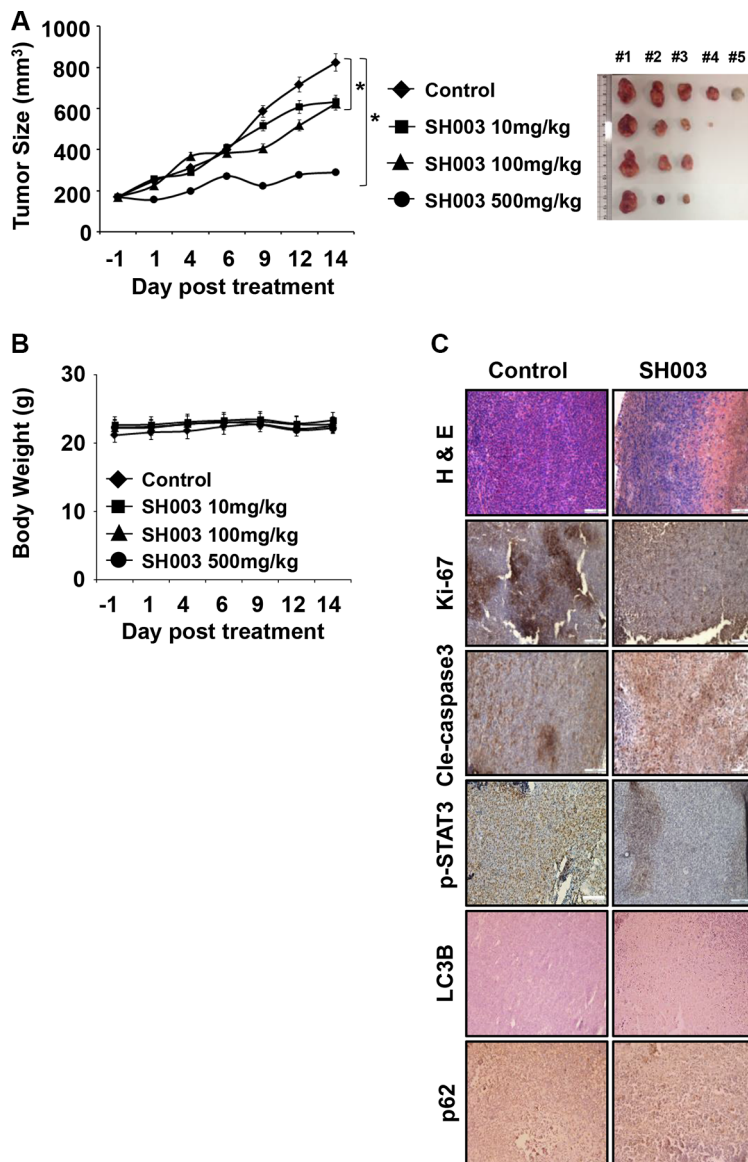 A
Tumor Size (mm³)
1000
800
600
400
200
0
-1 1 4 6 9 12 14
Day post treatment
*
*
Control
SH003 10mg/kg
SH003 100mg/kg
SH003 500mg/kg
#1 #2 #3 #4 #5
B
Body Weight (g)
30
20
10
0
Control
SH003 10mg/kg
SH003 100mg/kg
SH003 500mg/kg
-1 1 4 6 9 12 14
Day post treatment
C
Control SH003
H & E
Ki-67
Cle-caspase3
p-STAT3
LC3B
p62